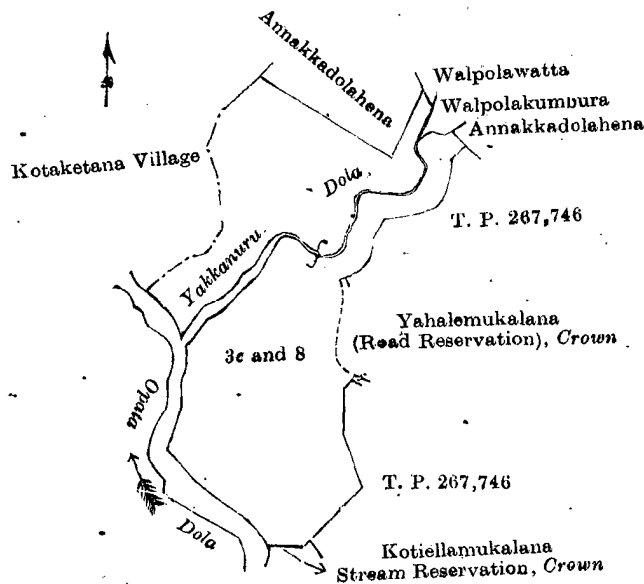 Annakkadolahena
Walpolawatta
Walpolakumbura
Annakkadolahena
Kotaketana Village
Dola
T. P. 267,746
Yakkanuru
Yahalemukalana
(Road Reservation), Crown
3c and 8
Opata
T. P. 267,746
Dola
Kotiellamukalana
Stream Reservation, Crown